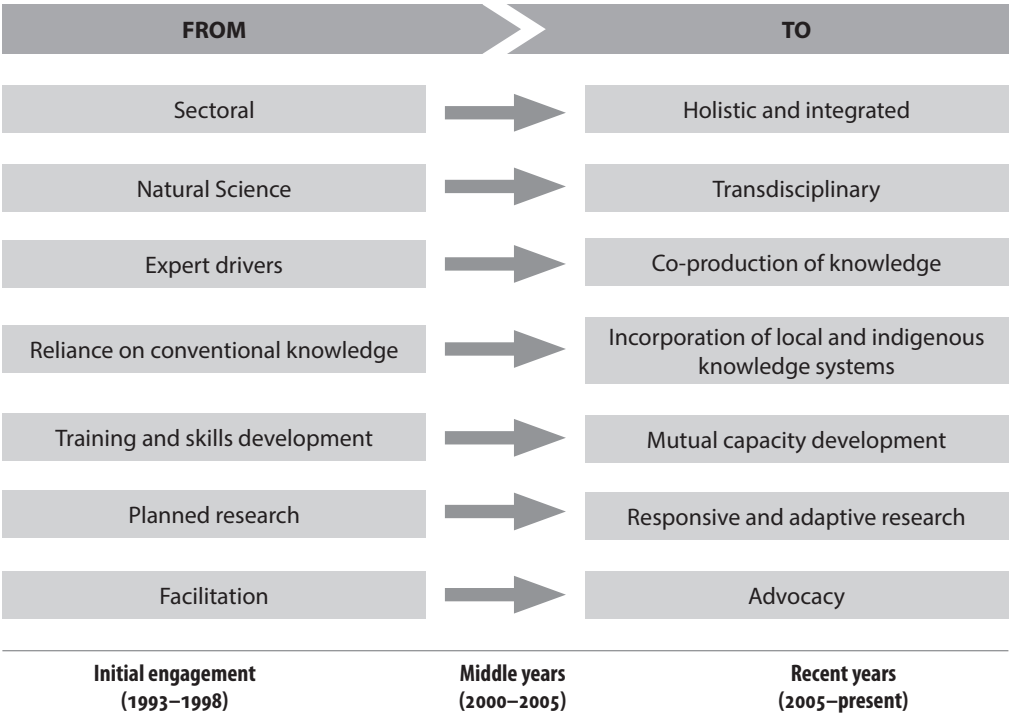 FROM
TO
Sectoral
Holistic and integrated
Natural Science
Transdisciplinary
Expert drivers
Co-production of knowledge
Reliance on conventional knowledge
Incorporation of local and indigenous
knowledge systems
Training and skills development
Mutual capacity development
Planned research
Responsive and adaptive research
Facilitation
Advocacy
Initial engagement
(1993–1998)
Middle years
(2000–2005)
Recent years
(2005–present)